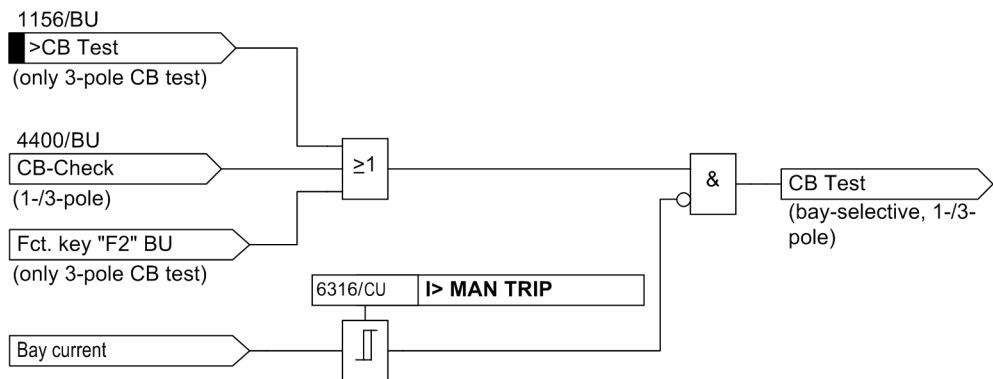 1156/BU
>CB Test
(only 3-pole CB test)
4400/BU
CB-Check
(1-/3-pole)
≥1
&
CB Test
(bay-selective, 1-/3-
pole)
Fct. key "F2" BU
(only 3-pole CB test)
6316/CU I> MAN TRIP
Bay current